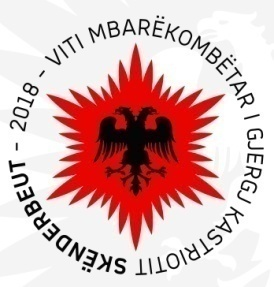 2018 - VITI MBARËKOMBËTAR I GJERGJ KASTRIOTIT SKËNDERBEUT -